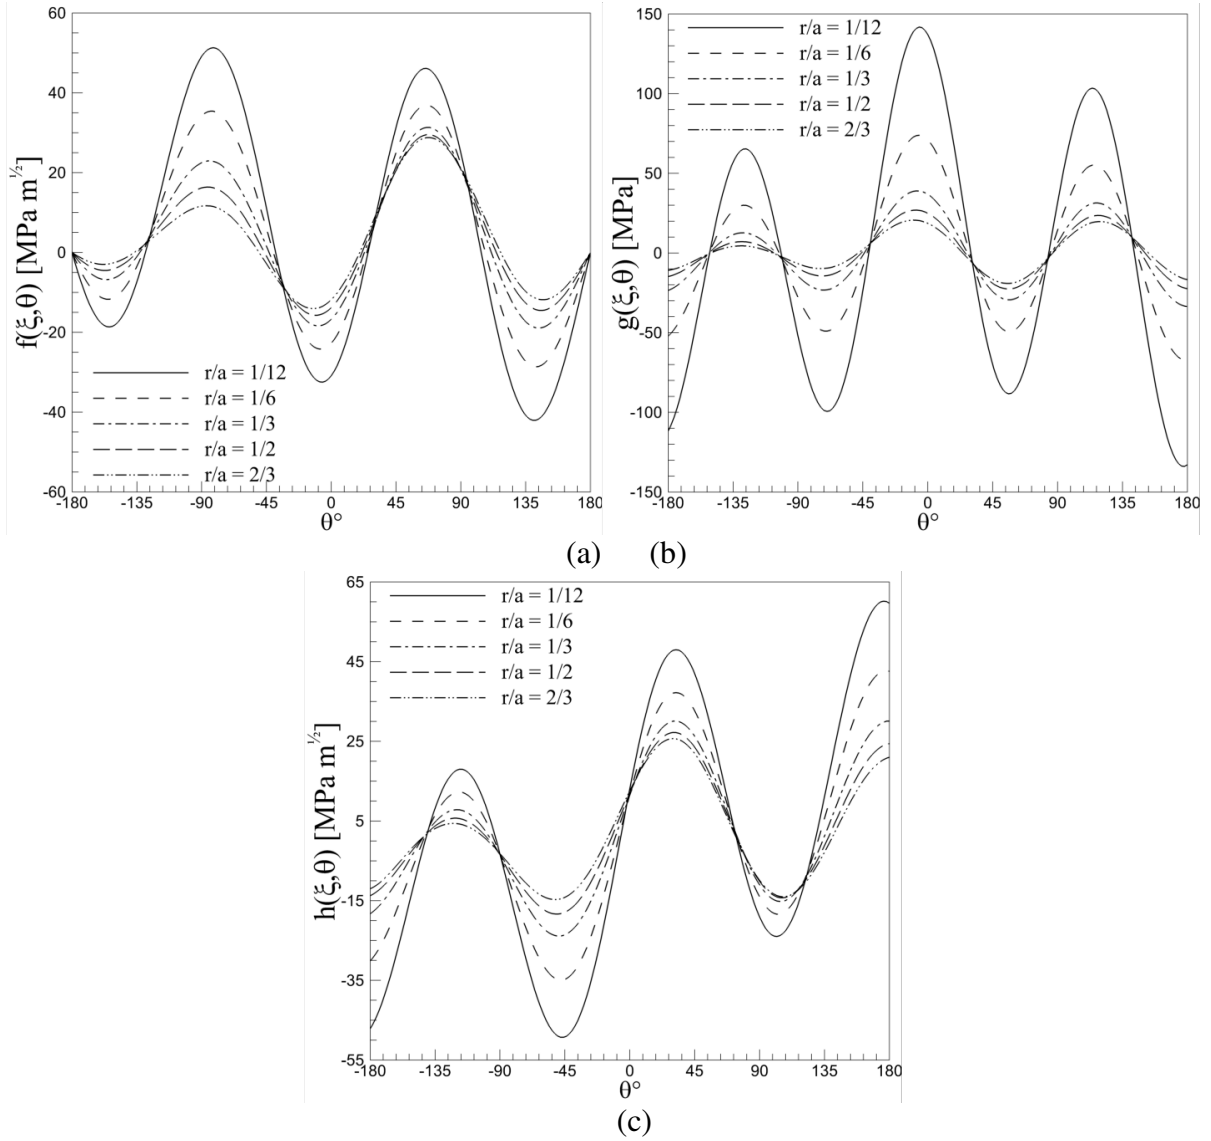 60
40
20
0
-20
-40
-60
f(ξ,θ) [MPa m½]
r/a = 1/12
r/a = 1/6
r/a = 1/3
r/a = 1/2
r/a = 2/3
-180 -135 -90 -45 0 45 90 135 180
θ°
150
100
50
0
-50
-100
-150
g(ξ,θ) [MPa]
r/a = 1/12
r/a = 1/6
r/a = 1/3
r/a = 1/2
r/a = 2/3
-180 -135 -90 -45 0 45 90 135 180
θ°
(a) (b)
65
45
25
5
-15
-35
-55
h(ξ,θ) [MPa m½]
r/a = 1/12
r/a = 1/6
r/a = 1/3
r/a = 1/2
r/a = 2/3
-180 -135 -90 -45 0 45 90 135 180
θ°
(c)